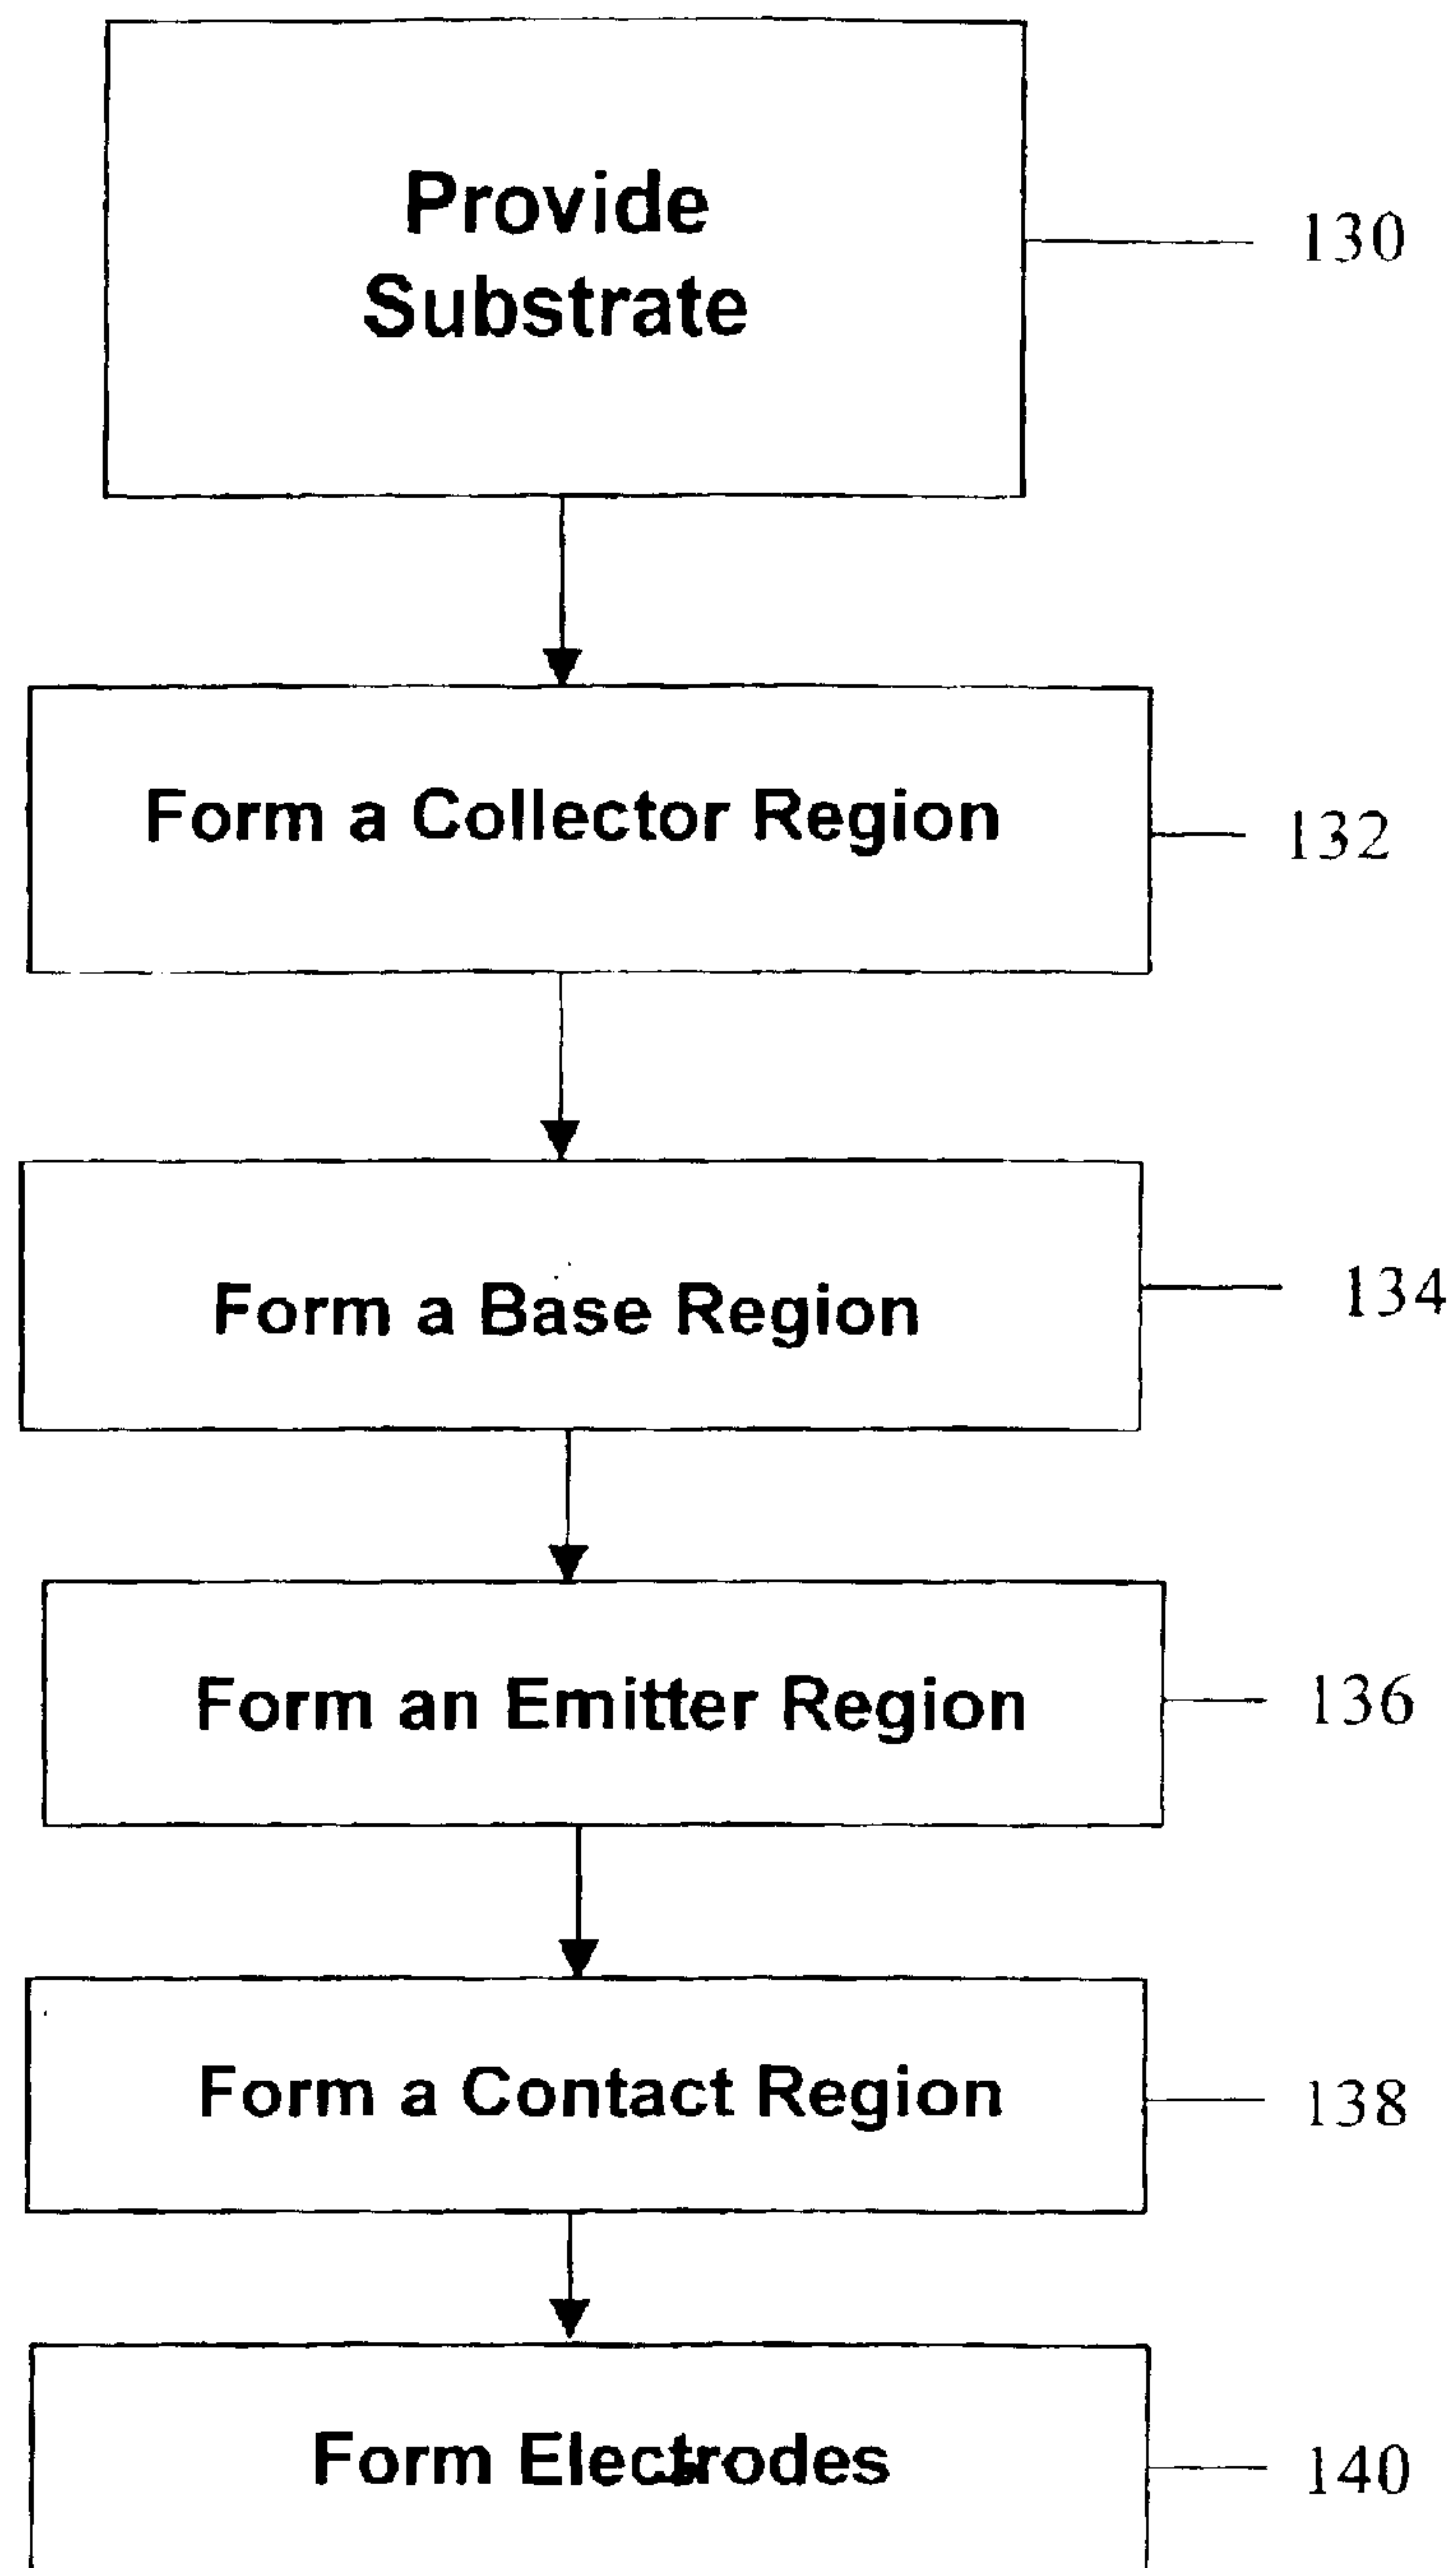 Provide
Substrate
130
Form a Collector Region
132
Form a Base Region
134
Form an Emitter Region
136
Form a Contact Region
138
Form Electrodes
140